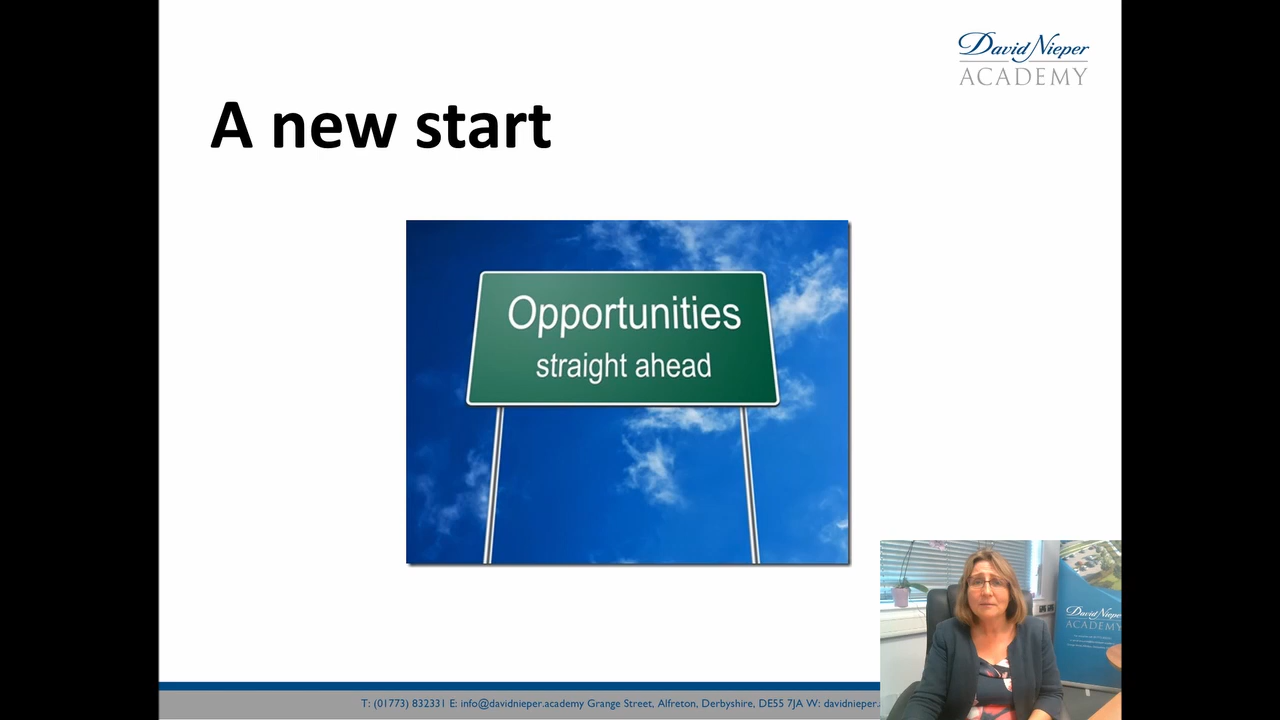 David Nieper
ACADEMY
A new start
Opportunities
straight ahead
David Nieper
ACADEMY
T: (01773) 832331 E: info@davidnieper.academy Grange Street, Alfreton, Derbyshire, DE55 7JA W: davidnieper.